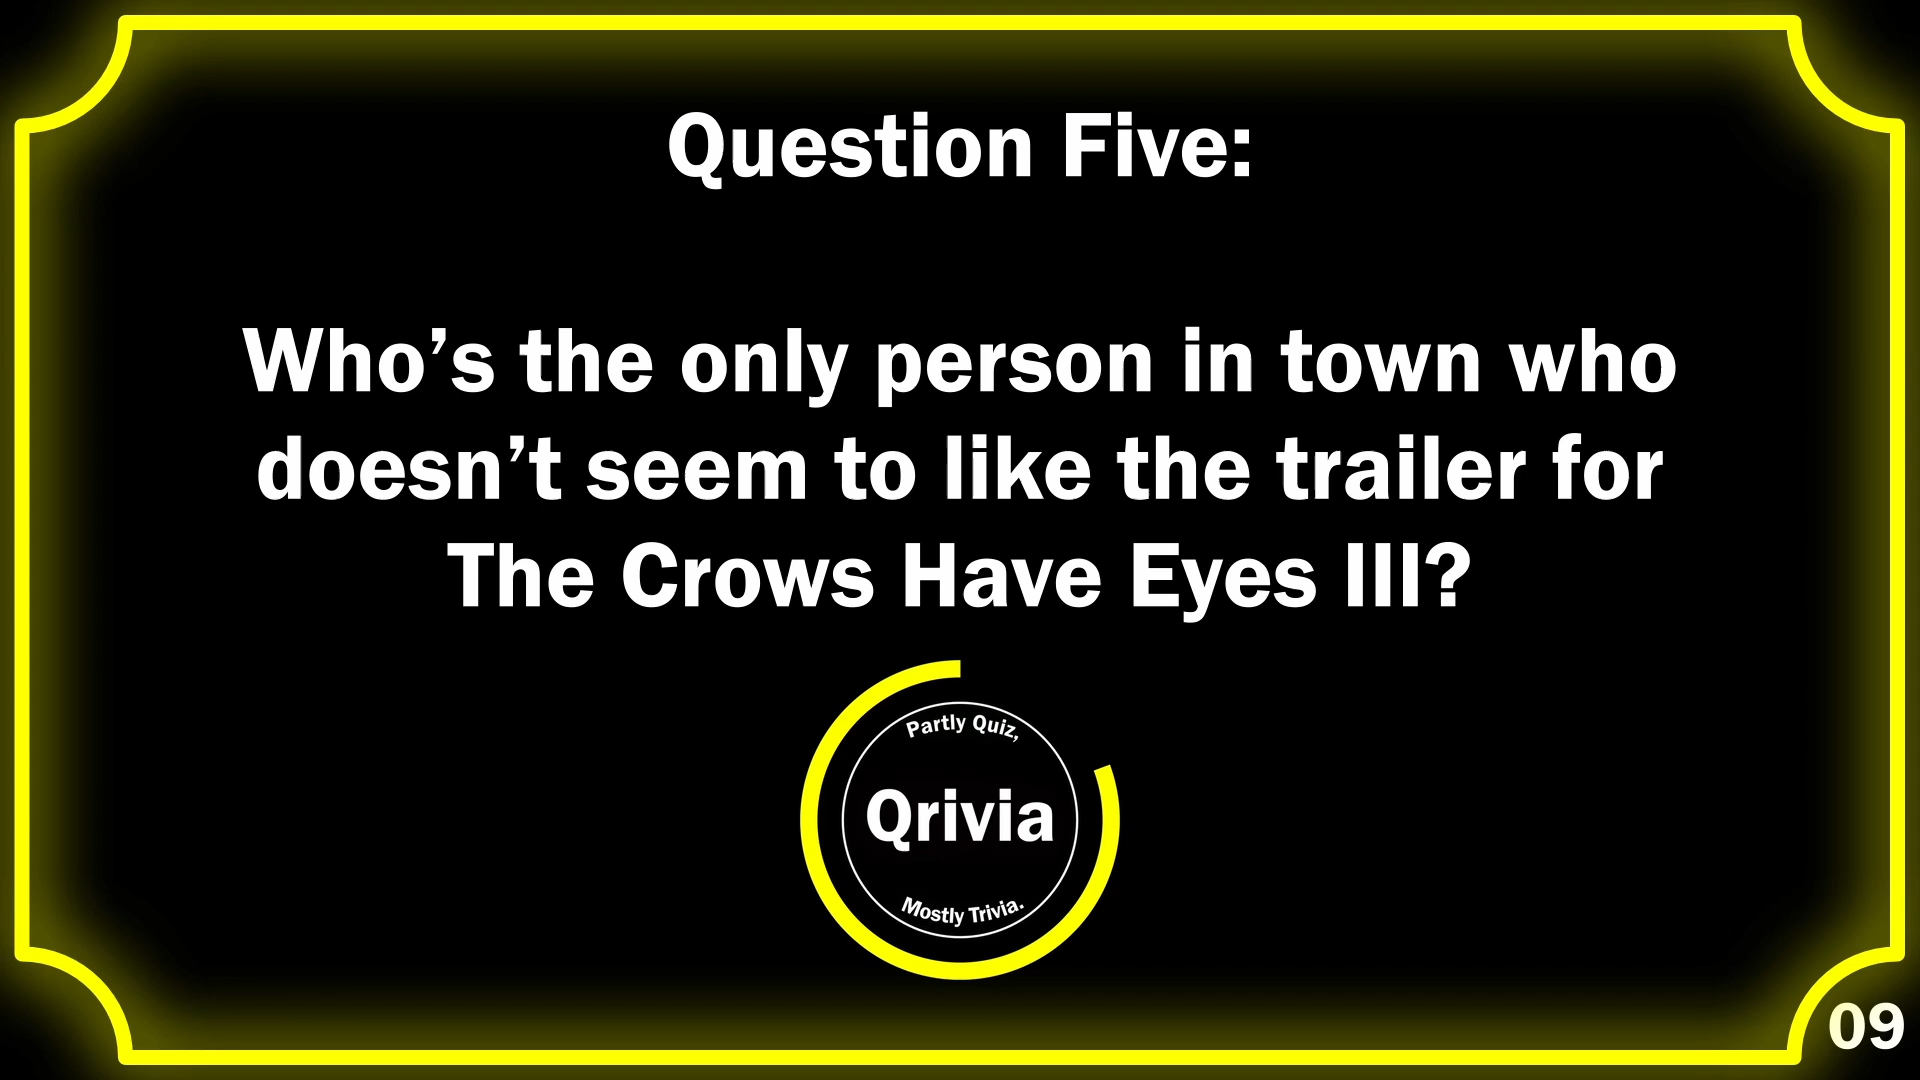 Question Five:
Who’s the only person in town who
doesn’t seem to like the trailer for
The Crows Have Eyes III?
Partly Quiz,
Qrivia
Mostly Trivia.
09